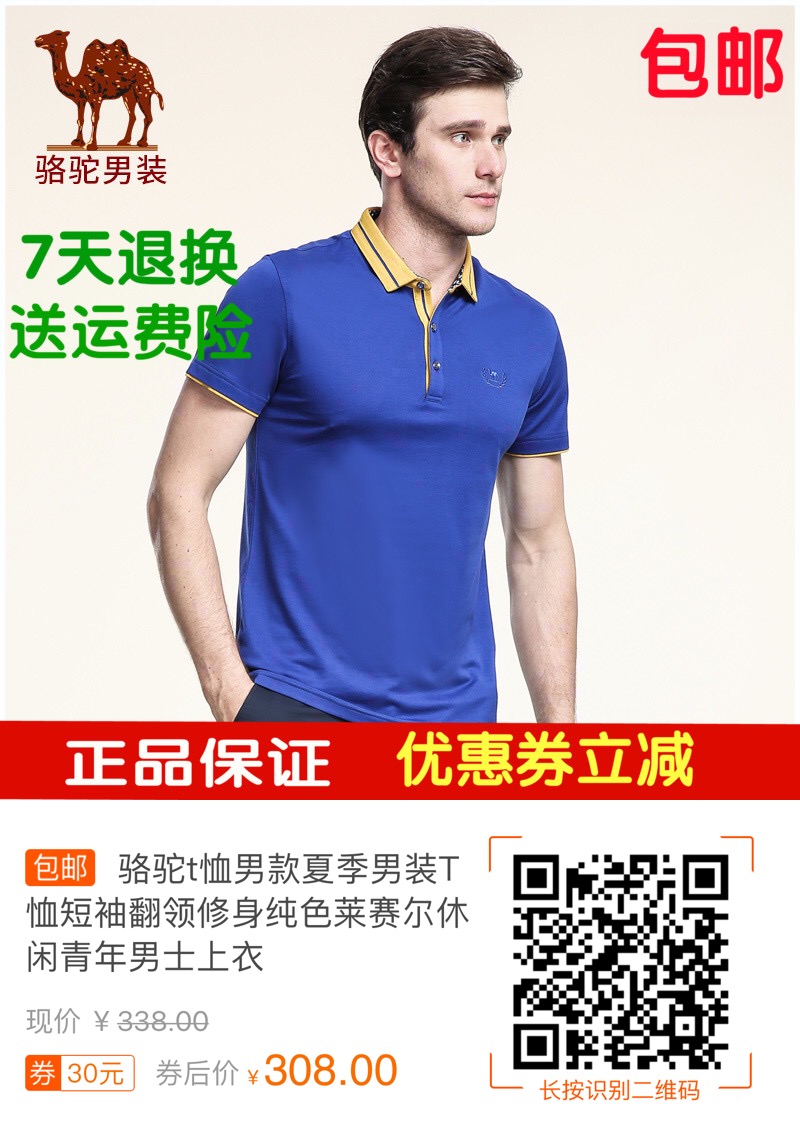 包邮
骆驼男装
7天退换
送运费险
正品保证 优惠券立减
包邮 骆驼t恤男款夏季男装T
恤短袖翻领修身纯色莱赛尔休
闲青年男士上衣
现价 ¥ 338.00
券 30元 券后价 ¥ 308.00
长按识别二维码